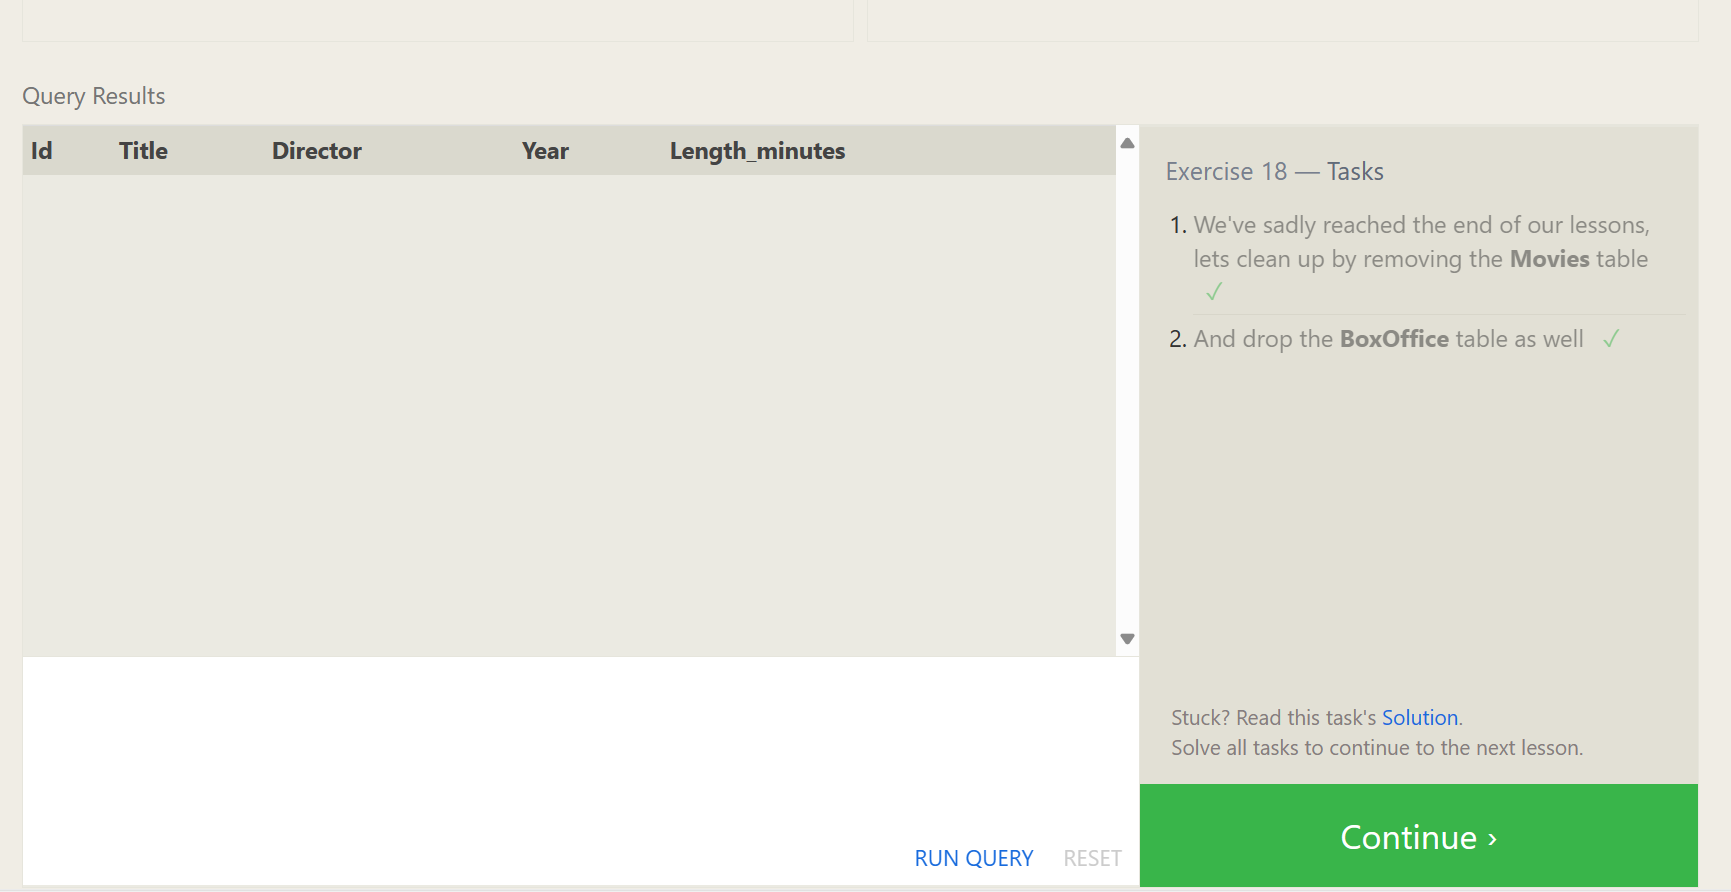 Query Results
Id Title Director Year Length_minutes
Exercise 18 — Tasks
1. We've sadly reached the end of our lessons,
lets clean up by removing the Movies table
✓
2. And drop the BoxOffice table as well ✓
Stuck? Read this task's Solution.
Solve all tasks to continue to the next lesson.
RUN QUERY RESET
Continue ›